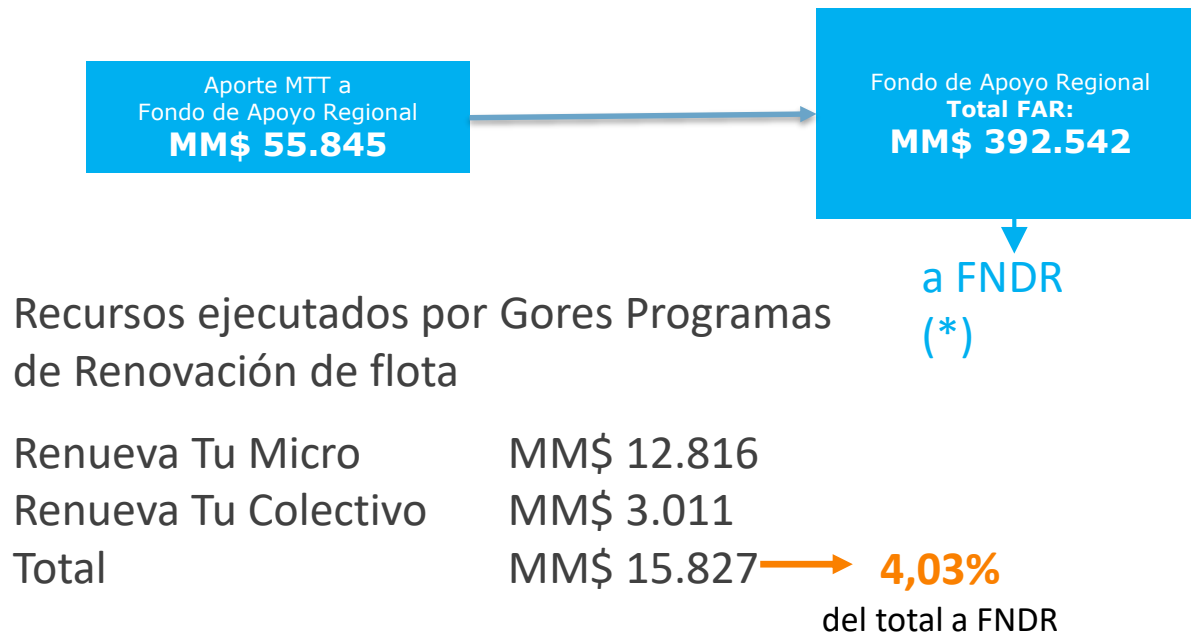 Aporte MTT a
Fondo de Apoyo Regional
MM$ 55.845
Fondo de Apoyo Regional
Total FAR:
MM$ 392.542
a FNDR
(*)
Recursos ejecutados por Gores Programas
de Renovación de flota
Renueva Tu Micro MM$ 12.816
Renueva Tu Colectivo MM$ 3.011
Total MM$ 15.827 4,03%
del total a FNDR